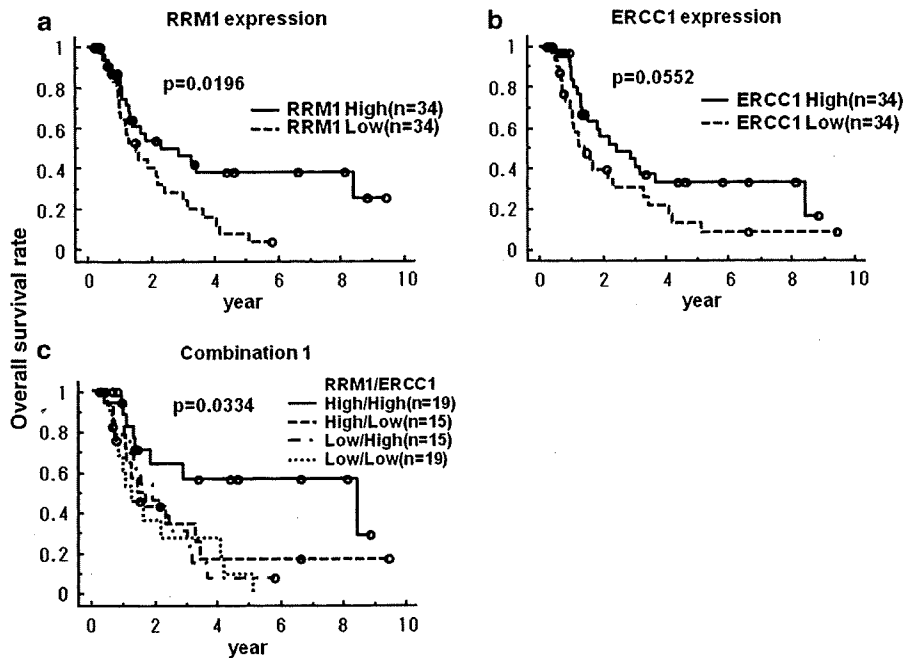 a
RRM1 expression
1
0.8
0.6
0.4
0.2
0
p=0.0196
RRM1 High(n=34)
RRM1 Low(n=34)
0 2 4 6 8 10
year
b
ERCC1 expression
1
0.8
0.6
0.4
0.2
0
p=0.0552
ERCC1 High(n=34)
ERCC1 Low(n=34)
0 2 4 6 8 10
year
Overall survival rate
c
Combination 1
1
0.8
0.6
0.4
0.2
0
p=0.0334
RRM1/ERCC1
High/High(n=19)
High/Low(n=15)
Low/High(n=15)
Low/Low(n=19)
0 2 4 6 8 10
year